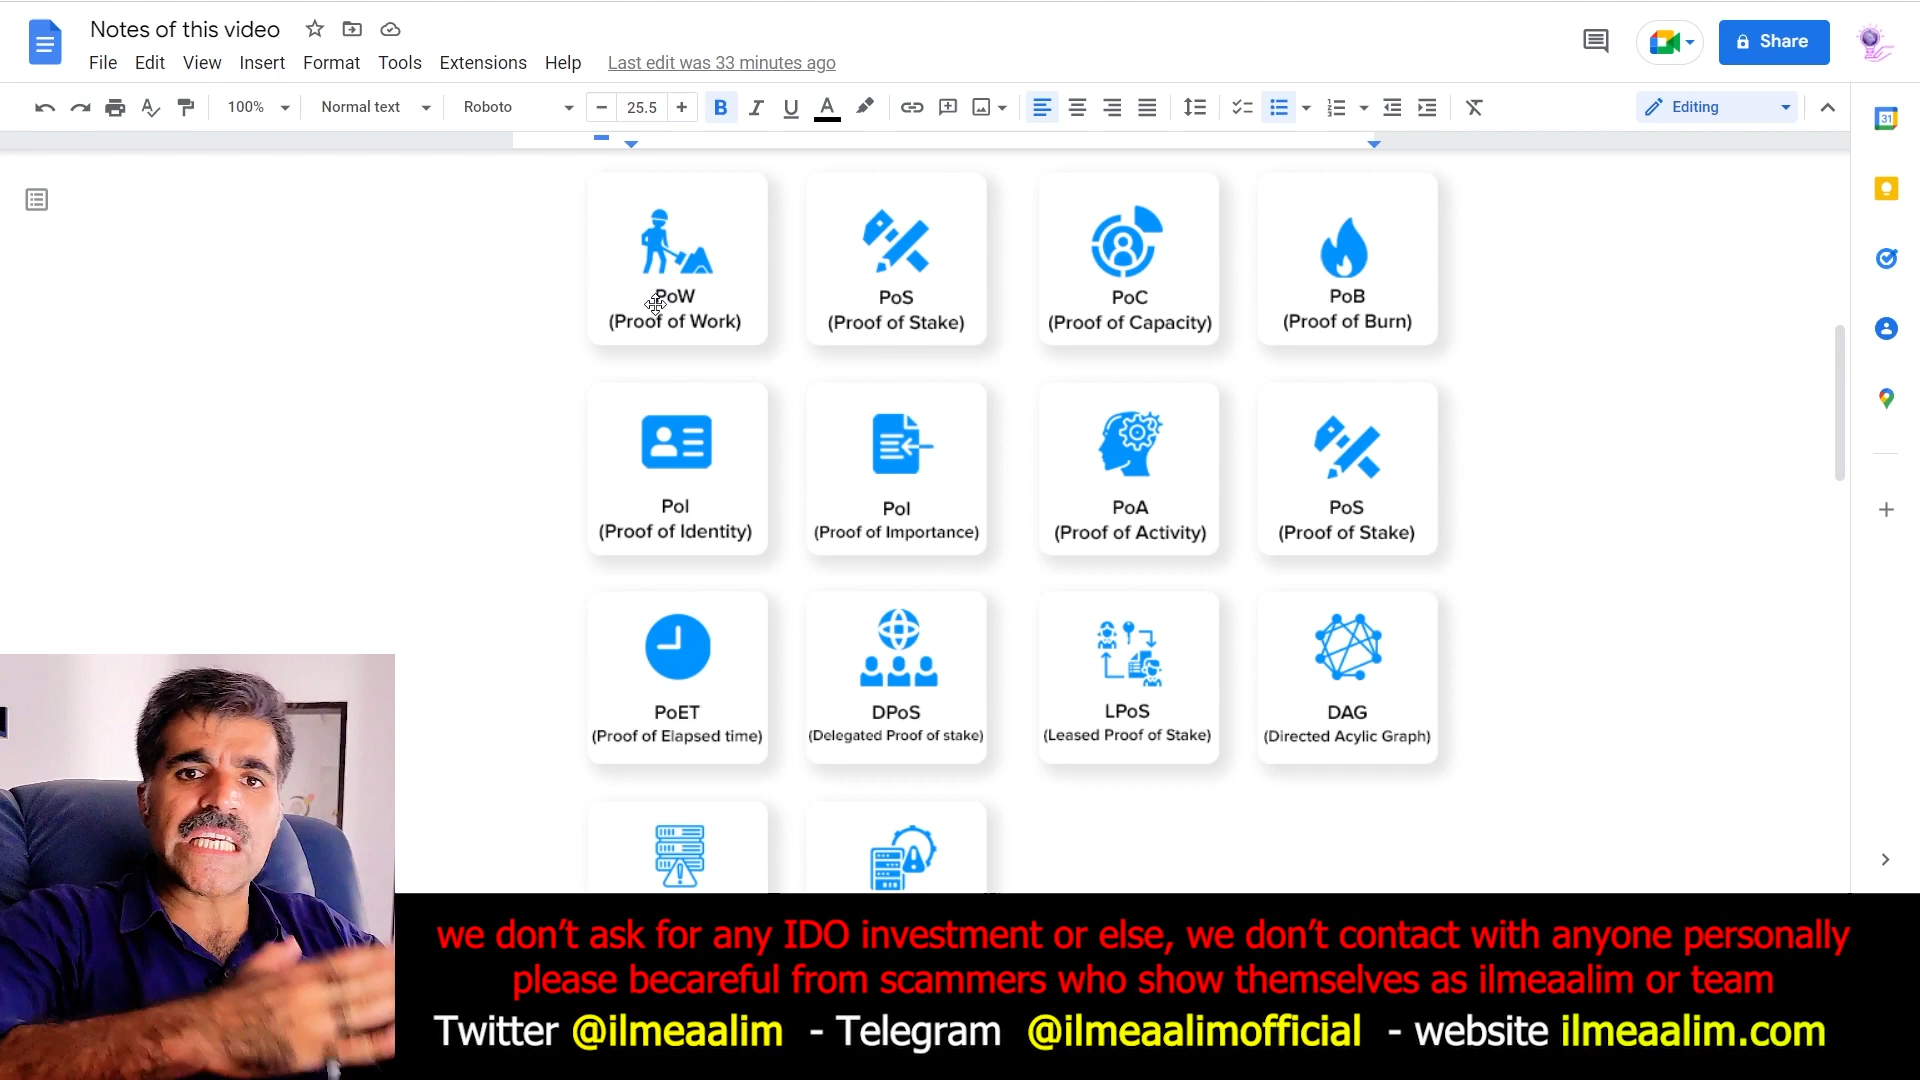 Notes of this video
File Edit View Insert Format Tools Extensions Help Last edit was 33 minutes ago
Share
100% Normal text Roboto − 25.5 + B I U A Editing
31
PoW
(Proof of Work)
PoS
(Proof of Stake)
PoC
(Proof of Capacity)
PoB
(Proof of Burn)
PoI
(Proof of Identity)
PoI
(Proof of Importance)
PoA
(Proof of Activity)
PoS
(Proof of Stake)
PoET
(Proof of Elapsed time)
DPoS
(Delegated Proof of stake)
LPoS
(Leased Proof of Stake)
DAG
(Directed Acylic Graph)
we don't ask for any IDO investment or else, we don't contact with anyone personally
please becareful from scammers who show themselves as ilmeaalim or team
Twitter @ilmeaalim - Telegram @ilmeaalimofficial - website ilmeaalim.com